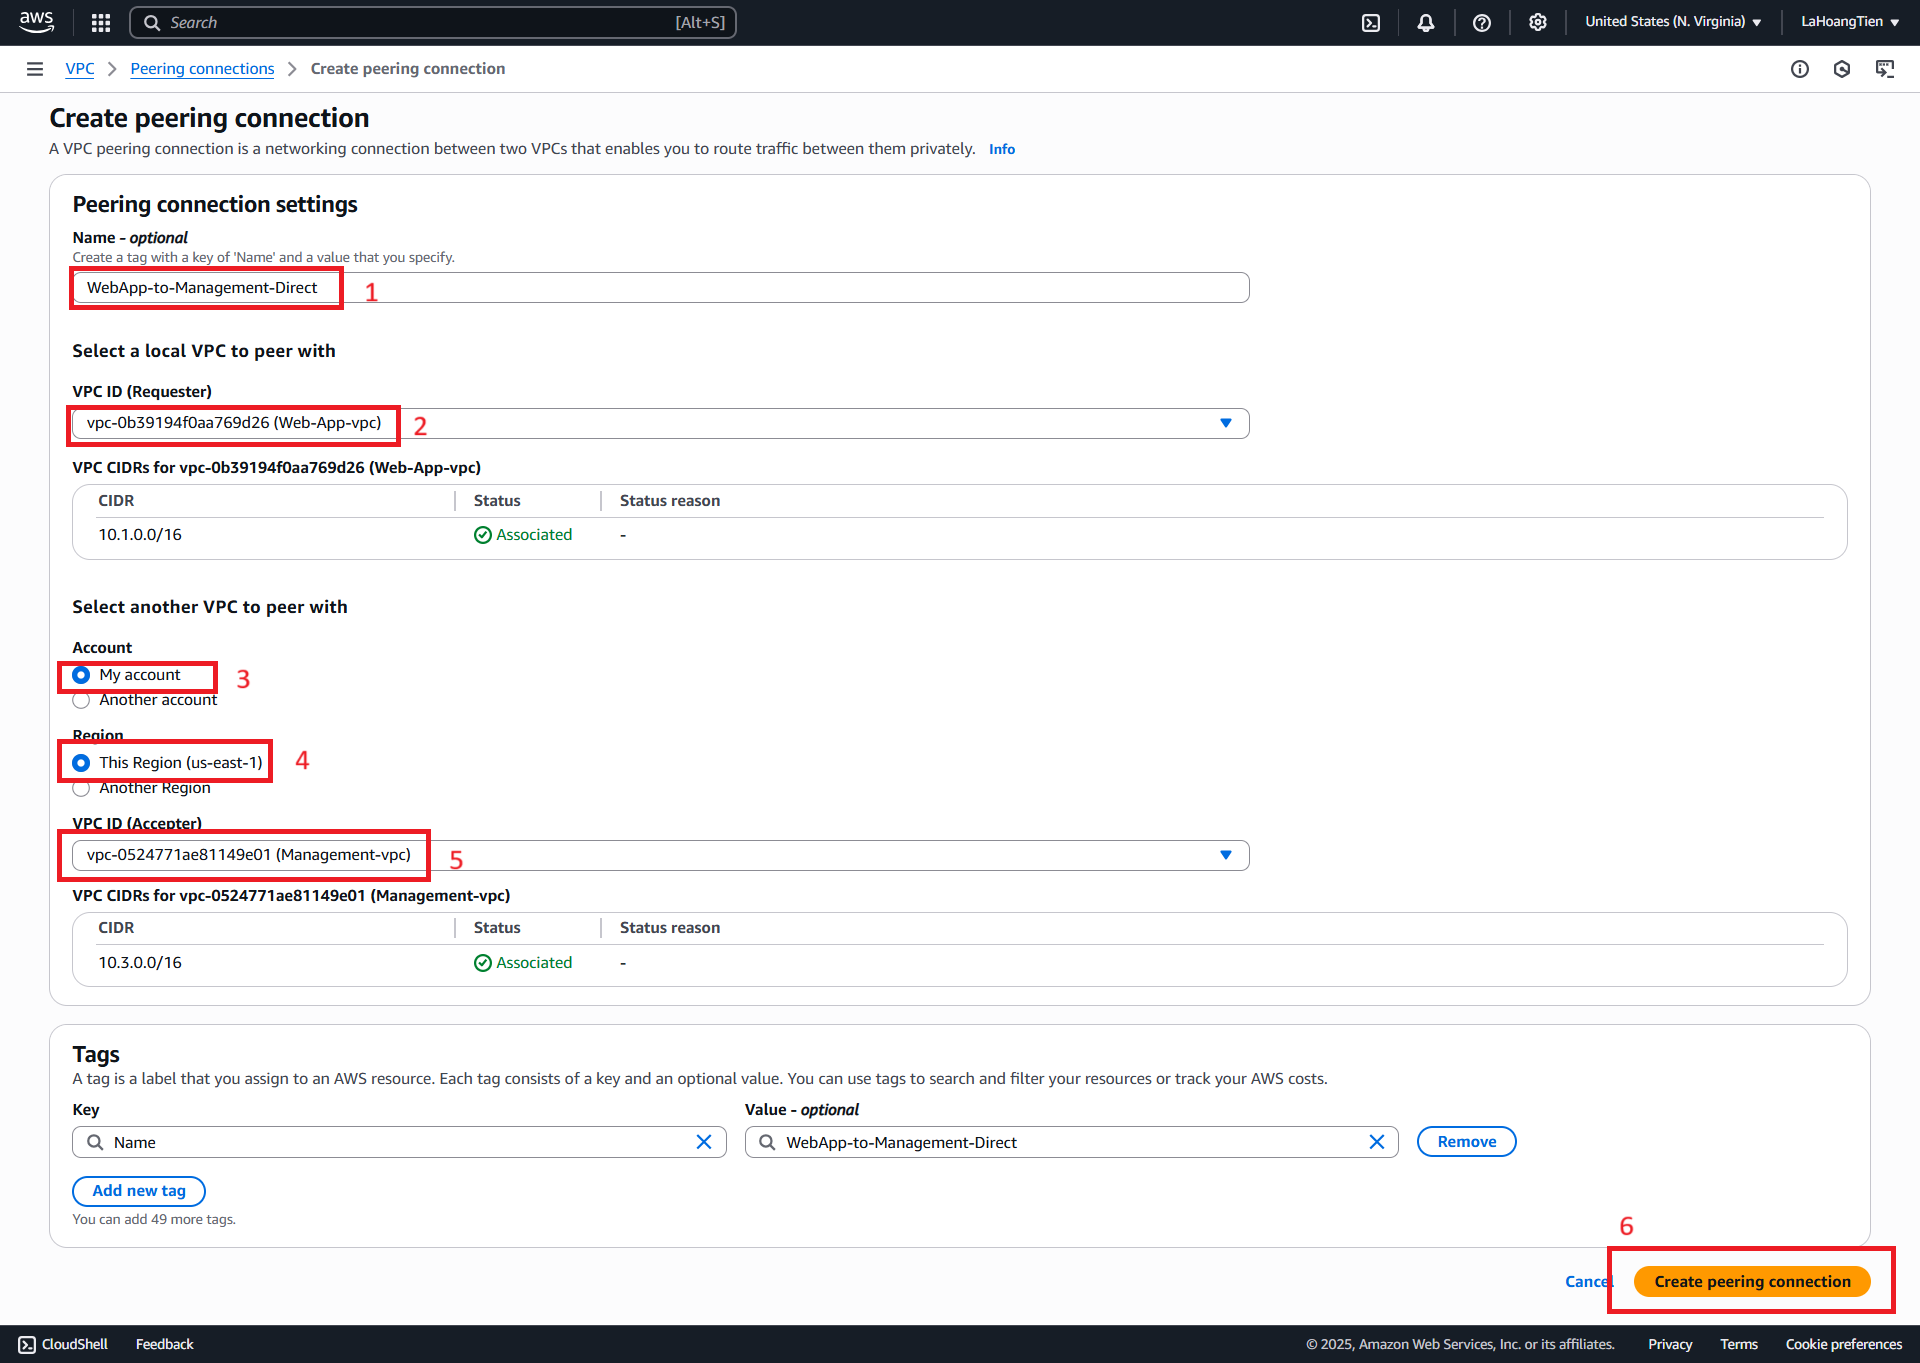 aws
Search [Alt+S]
United States (N. Virginia)
LaHoangTien
VPC
Peering connections
Create peering connection
Create peering connection
A VPC peering connection is a networking connection between two VPCs that enables you to route traffic between them privately. Info
Peering connection settings
Name - optional
Create a tag with a key of 'Name' and a value that you specify.
WebApp-to-Management-Direct
1
Select a local VPC to peer with
VPC ID (Requester)
vpc-0b39194f0aa769d26 (Web-App-vpc)
2
VPC CIDRs for vpc-0b39194f0aa769d26 (Web-App-vpc)
CIDR Status Status reason
10.1.0.0/16 Associated -
Select another VPC to peer with
Account
My account
3
Another account
Region
This Region (us-east-1)
4
Another Region
VPC ID (Accepter)
vpc-0524771ae81149e01 (Management-vpc)
5
VPC CIDRs for vpc-0524771ae81149e01 (Management-vpc)
CIDR Status Status reason
10.3.0.0/16 Associated -
Tags
A tag is a label that you assign to an AWS resource. Each tag consists of a key and an optional value. You can use tags to search and filter your resources or track your AWS costs.
Key Value - optional
Name WebApp-to-Management-Direct Remove
Add new tag
You can add 49 more tags.
6
Cancel Create peering connection
CloudShell Feedback © 2025, Amazon Web Services, Inc. or its affiliates. Privacy Terms Cookie preferences